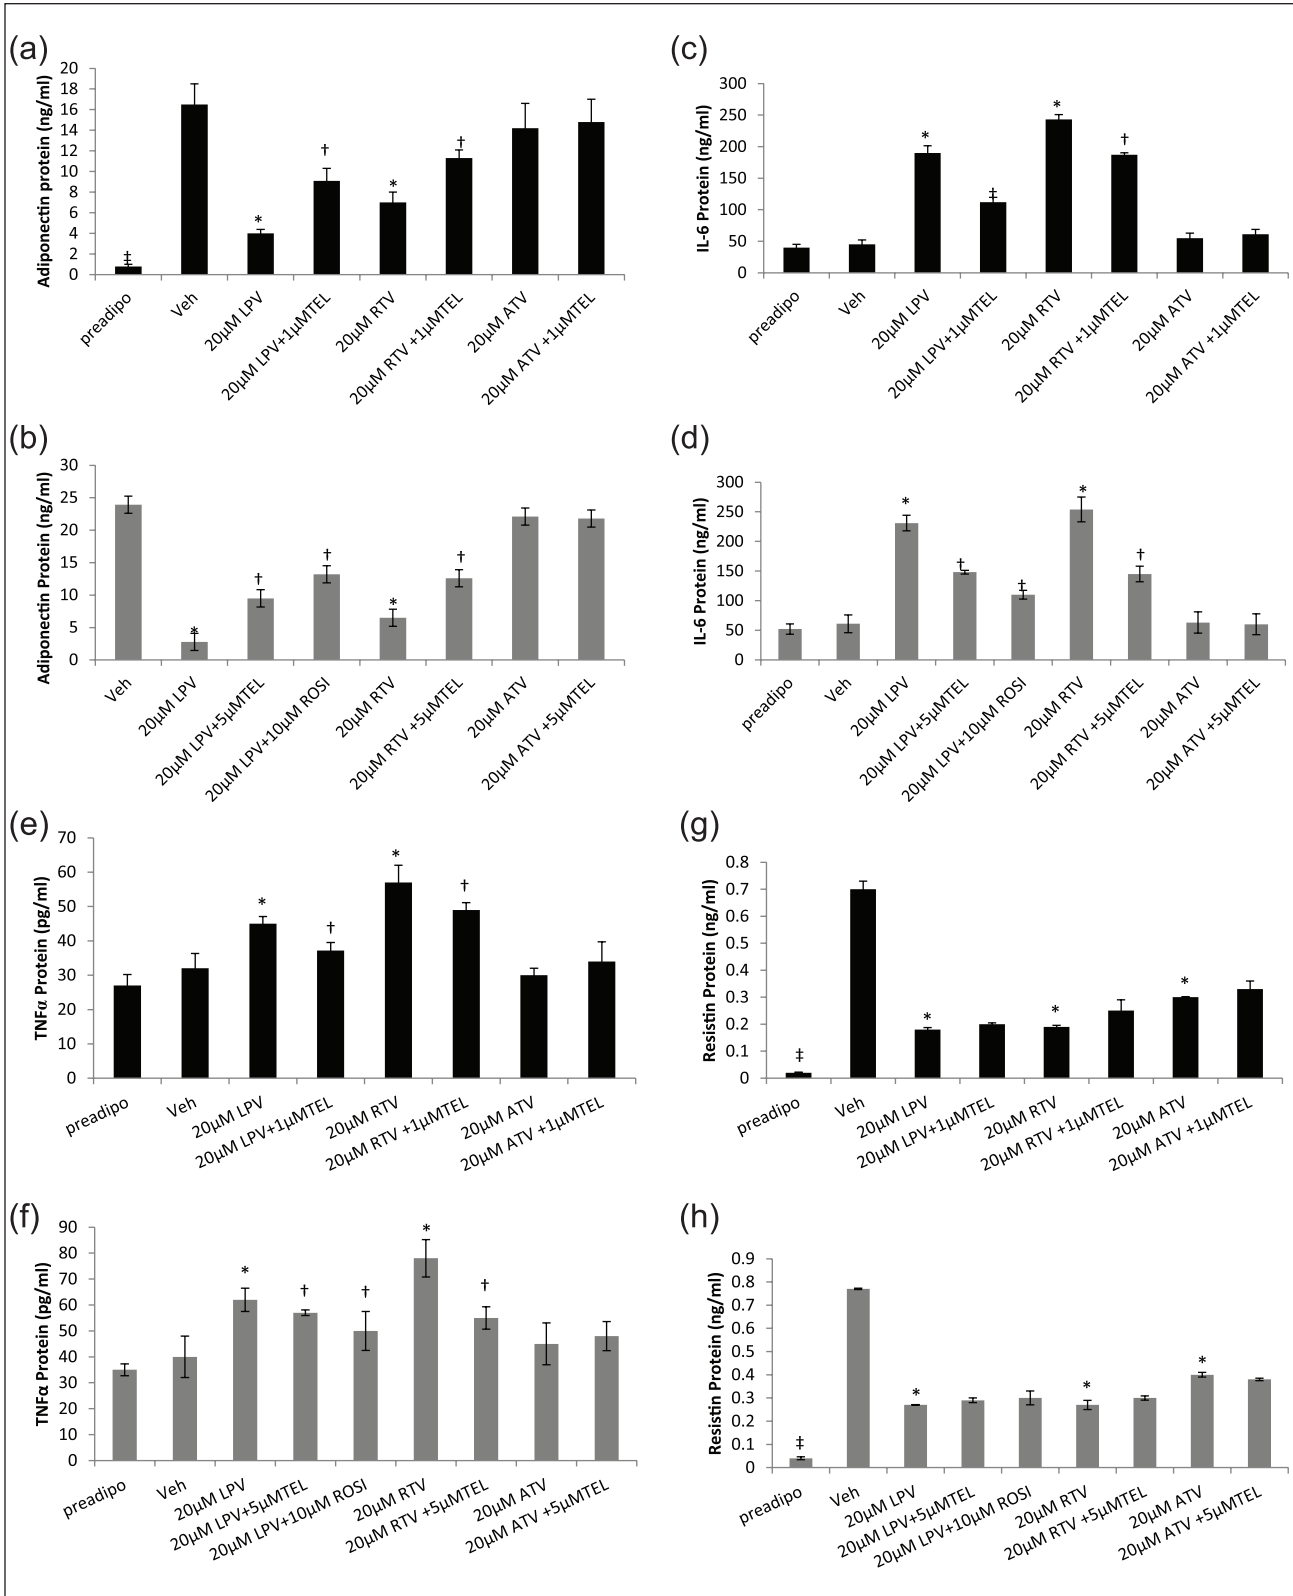 (a)
Adiponectin protein (ng/ml)
20
18
16
14
12
10
8
6
4
2
0
‡
*
†
*
†
preadipo
Veh
20µM LPV
20µM LPV+1µMTEL
20µM RTV
20µM RTV +1µMTEL
20µM ATV
20µM ATV +1µMTEL
(c)
IL-6 Protein (ng/ml)
300
250
200
150
100
50
0
*
‡
*
†
preadipo
Veh
20µM LPV
20µM LPV+1µMTEL
20µM RTV
20µM RTV +1µMTEL
20µM ATV
20µM ATV +1µMTEL
(b)
Adiponectin Protein (ng/ml)
30
25
20
15
10
5
0
*
†
†
*
†
Veh
20µM LPV
20µM LPV+5µMTEL
20µM LPV+10µM ROSI
20µM RTV
20µM RTV +5µMTEL
20µM ATV
20µM ATV +5µMTEL
(d)
IL-6 Protein (ng/ml)
300
250
200
150
100
50
0
*
†
‡
*
†
preadipo
Veh
20µM LPV
20µM LPV+5µMTEL
20µM LPV+10µM ROSI
20µM RTV
20µM RTV +5µMTEL
20µM ATV
20µM ATV +5µMTEL
(e)
TNFα Protein (pg/ml)
70
60
50
40
30
20
10
0
*
†
*
†
preadipo
Veh
20µM LPV
20µM LPV+1µMTEL
20µM RTV
20µM RTV +1µMTEL
20µM ATV
20µM ATV +1µMTEL
(g)
Resistin Protein (ng/ml)
0.8
0.7
0.6
0.5
0.4
0.3
0.2
0.1
0
‡
*
*
*
preadipo
Veh
20µM LPV
20µM LPV+1µMTEL
20µM RTV
20µM RTV +1µMTEL
20µM ATV
20µM ATV +1µMTEL
(f)
TNFα Protein (pg/ml)
90
80
70
60
50
40
30
20
10
0
*
†
†
*
†
preadipo
Veh
20µM LPV
20µM LPV+5µMTEL
20µM LPV+10µM ROSI
20µM RTV
20µM RTV +5µMTEL
20µM ATV
20µM ATV +5µMTEL
(h)
Resistin Protein (ng/ml)
0.9
0.8
0.7
0.6
0.5
0.4
0.3
0.2
0.1
0
‡
*
*
*
preadipo
Veh
20µM LPV
20µM LPV+5µMTEL
20µM LPV+10µM ROSI
20µM RTV
20µM RTV +5µMTEL
20µM ATV
20µM ATV +5µMTEL